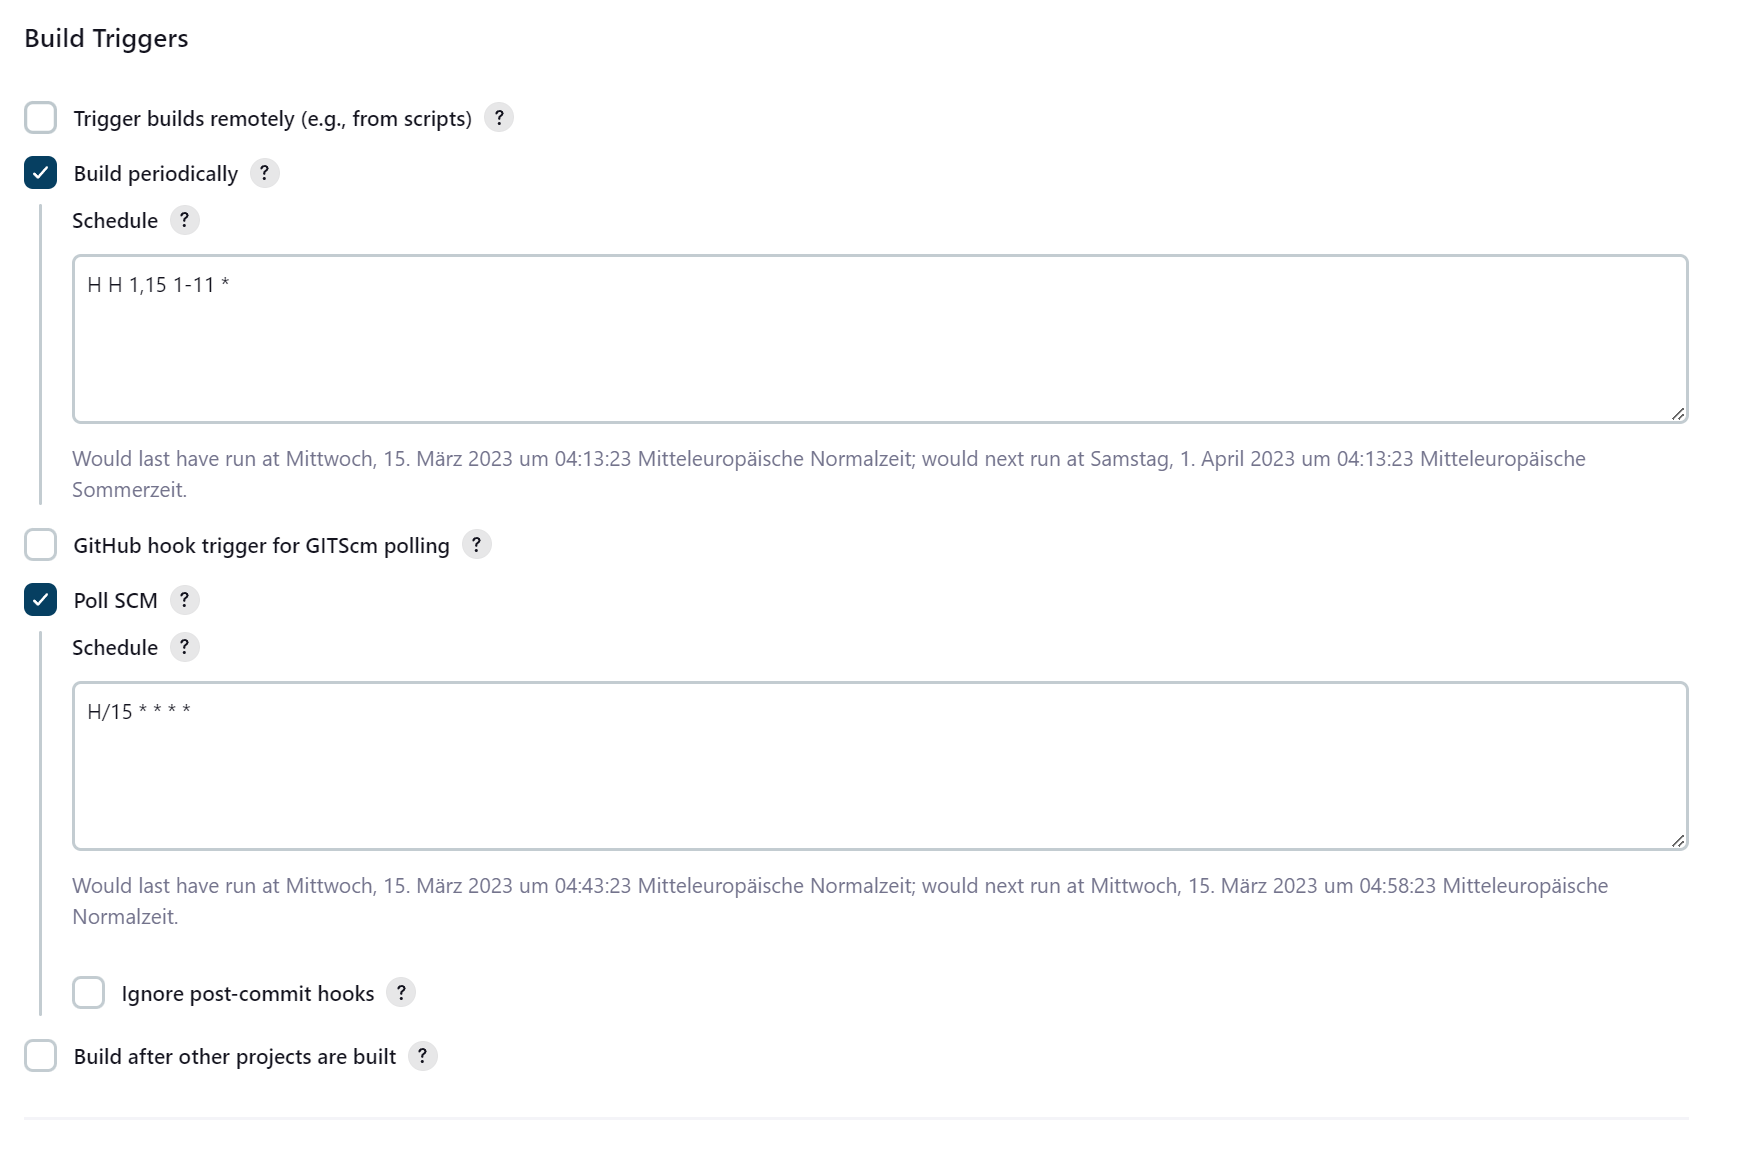 Build Triggers
Trigger builds remotely (e.g., from scripts) ?
Build periodically ?
Schedule ?
H H 1,15 1-11 *
Would last have run at Mittwoch, 15. März 2023 um 04:13:23 Mitteleuropäische Normalzeit; would next run at Samstag, 1. April 2023 um 04:13:23 Mitteleuropäische
Sommerzeit.
GitHub hook trigger for GITScm polling ?
Poll SCM ?
Schedule ?
H/15 * * * *
Would last have run at Mittwoch, 15. März 2023 um 04:43:23 Mitteleuropäische Normalzeit; would next run at Mittwoch, 15. März 2023 um 04:58:23 Mitteleuropäische
Normalzeit.
Ignore post-commit hooks ?
Build after other projects are built ?